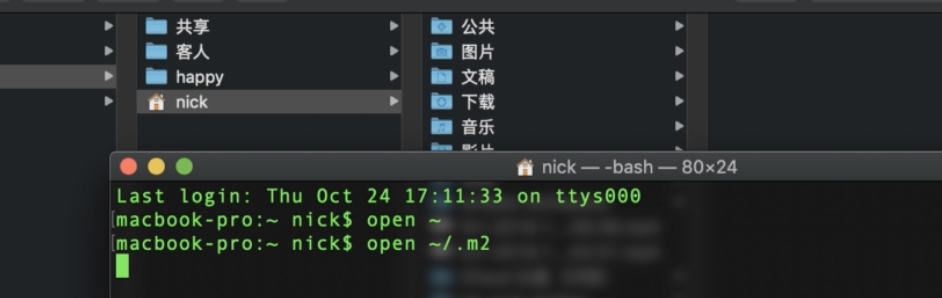 共享
客人
happy
nick
公共
图片
文稿
下载
音乐
影片
nick — -bash — 80×24
Last login: Thu Oct 24 17:11:33 on ttys000
macbook-pro:~ nick$ open ~
macbook-pro:~ nick$ open ~/.m2